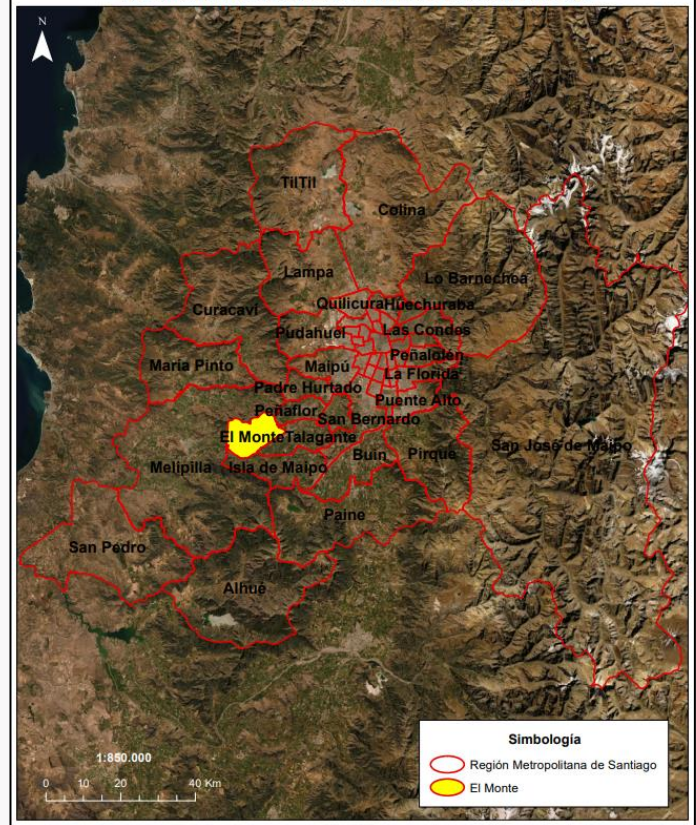 N
TilTil
Colina
Lampa
Lo Barnechea
Quilicura Huechuraba
Curacaví
Pudahuel
Las Condes
Peñalolén
María Pinto
Maipú
La Florida
Padre Hurtado
Puente Alto
Peñaflor
San Bernardo
El Monte Talagante
San José de Maipo
Melipilla
Isla de Maipo
Buin
Pirque
Paine
San Pedro
Alhué
Simbología
Región Metropolitana de Santiago
El Monte
1:850.000
0 10 20 40 Km